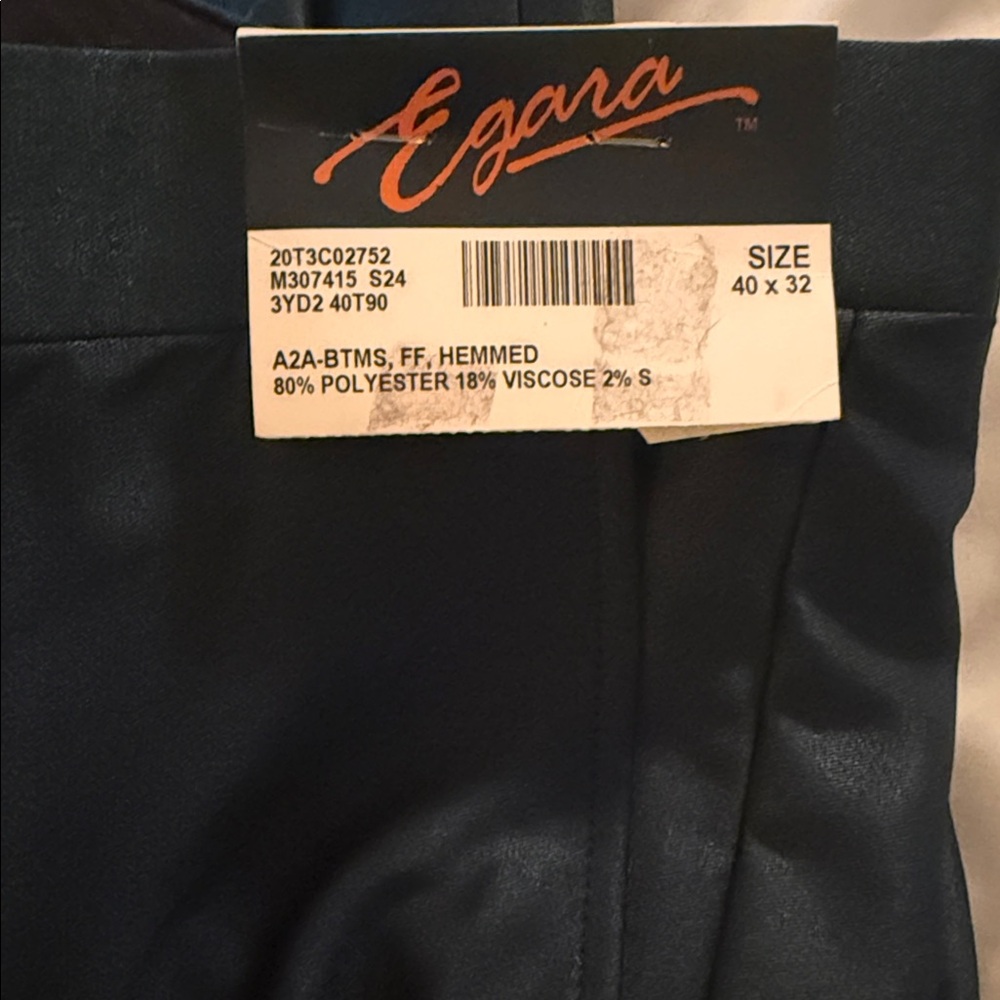 Egara
TM
20T3C02752
M307415 S24
3YD2 40T90
SIZE
40 x 32
A2A-BTMS, FF, HEMMED
80% POLYESTER 18% VISCOSE 2% S